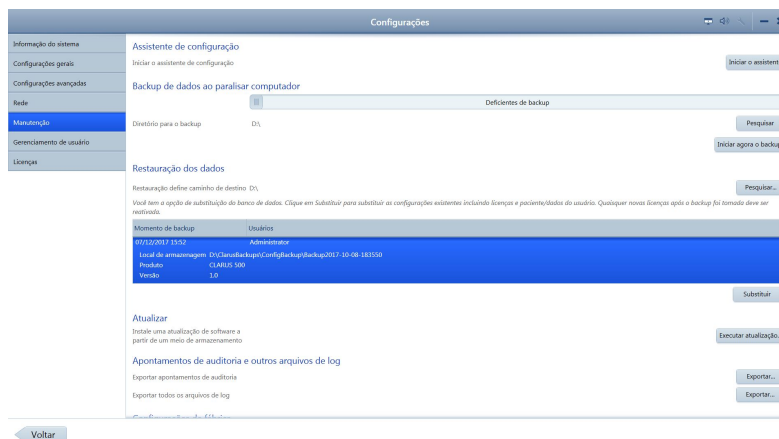 Configurações
Informação do sistema
Configurações gerais
Configurações avançadas
Rede
Manutenção
Gerenciamento de usuário
Licenças
Assistente de configuração
Iniciar o assistente de configuração
Iniciar o assistent
Backup de dados ao paralisar computador
Deficientes de backup
Diretório para o backup D:\
Pesquisar
Iniciar agora o backup
Restauração dos dados
Restauração define caminho de destino D:\
Pesquisar...
Você tem a opção de substituição do banco de dados. Clique em Substituir para substituir as configurações existentes incluindo licenças e paciente/dados do usuário. Quaisquer novas licenças após o backup foi tomada deve ser
reativada.
Momento de backup Usuários
07/12/2017 15:52 Administrator
Local de armazenagem D:\ClarusBackups\ConfigBackup\Backup2017-10-08-183550
Produto CLARUS 500
Versão 1.0
Substituir
Atualizar
Instale uma atualização de software a
partir de um meio de armazenamento
Executar atualização.
Apontamentos de auditoria e outros arquivos de log
Exportar apontamentos de auditoria
Exportar...
Exportar todos os arquivos de log
Exportar...
Voltar